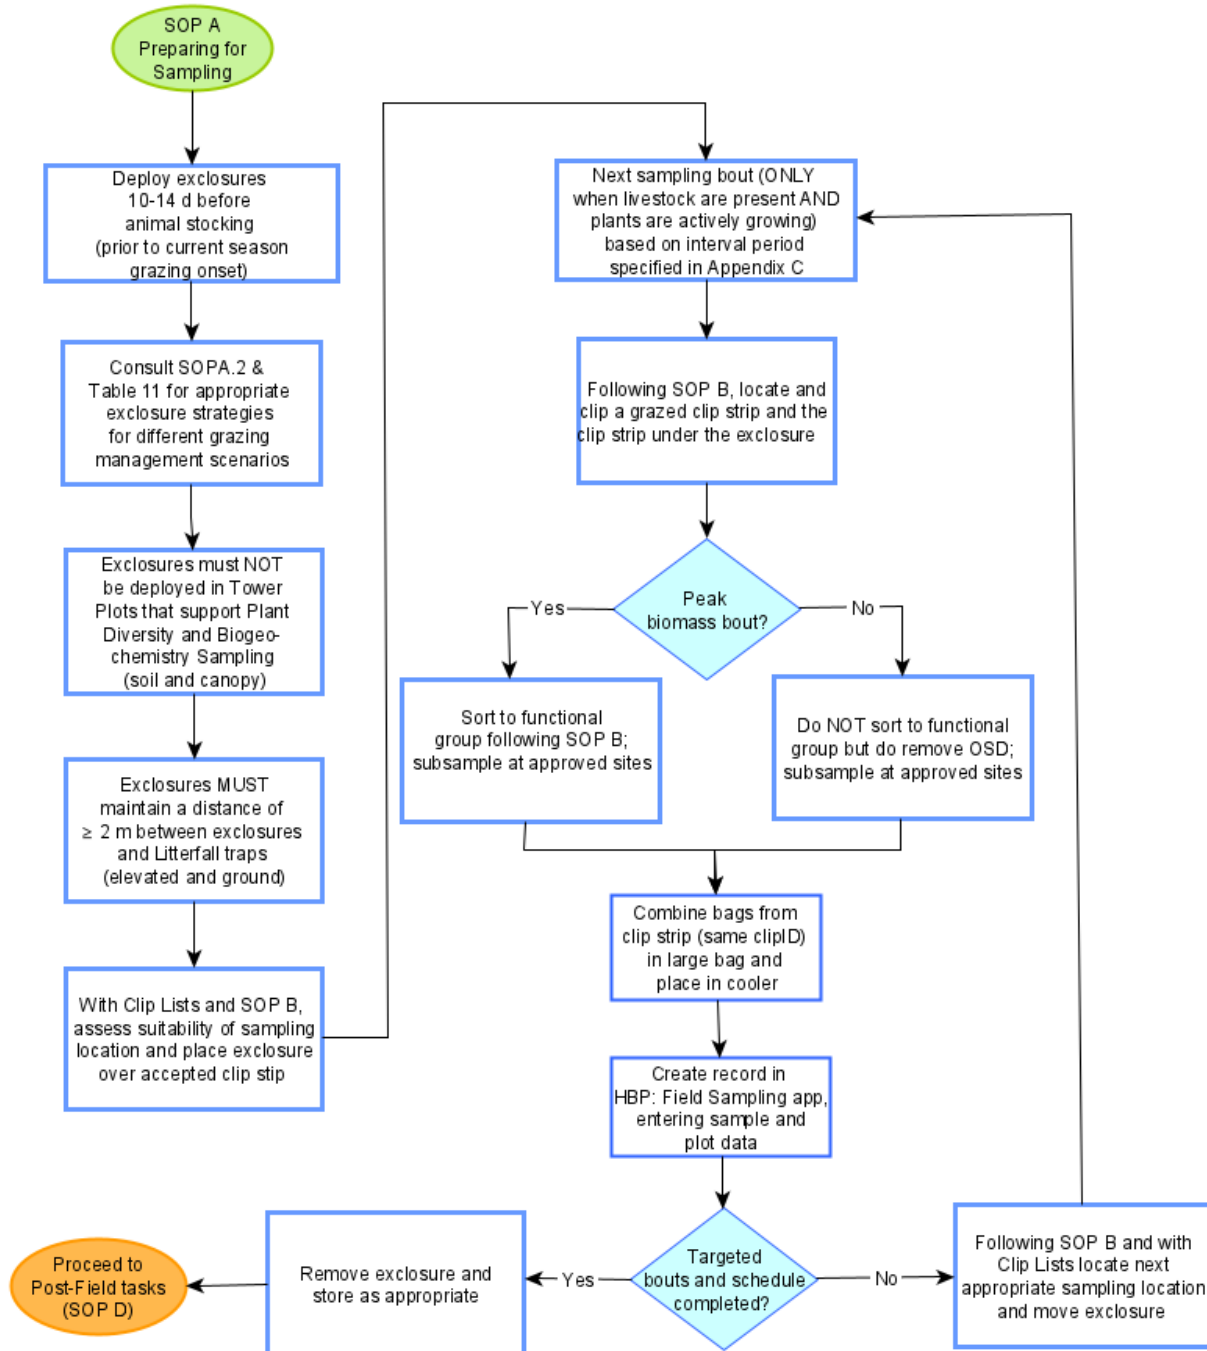 SOP A
Preparing for
Sampling
Deploy exclosures
10-14 d before
animal stocking
(prior to current season
grazing onset)
Consult SOPA.2 &
Table 11 for appropriate
exclosure strategies
for different grazing
management scenarios
Exclosures must NOT
be deployed in Tower
Plots that support Plant
Diversity and Biogeo-
chemistry Sampling
(soil and canopy)
Exclosures MUST
maintain a distance of
≥ 2 m between exclosures
and Litterfall traps
(elevated and ground)
With Clip Lists and SOP B,
assess suitability of sampling
location and place exclosure
over accepted clip stip
Next sampling bout (ONLY
when livestock are present AND
plants are actively growing)
based on interval period
specified in Appendix C
Following SOP B, locate and
clip a grazed clip strip and the
clip strip under the exclosure
Peak
biomass bout?
Yes
No
Sort to functional
group following SOP B;
subsample at approved sites
Do NOT sort to functional
group but do remove OSD;
subsample at approved sites
Combine bags from
clip strip (same clipID)
in large bag and
place in cooler
Create record in
HBP: Field Sampling app,
entering sample and
plot data
Targeted
bouts and schedule
completed?
Yes
No
Remove exclosure and
store as appropriate
Proceed to
Post-Field tasks
(SOP D)
Following SOP B and with
Clip Lists locate next
appropriate sampling location
and move exclosure